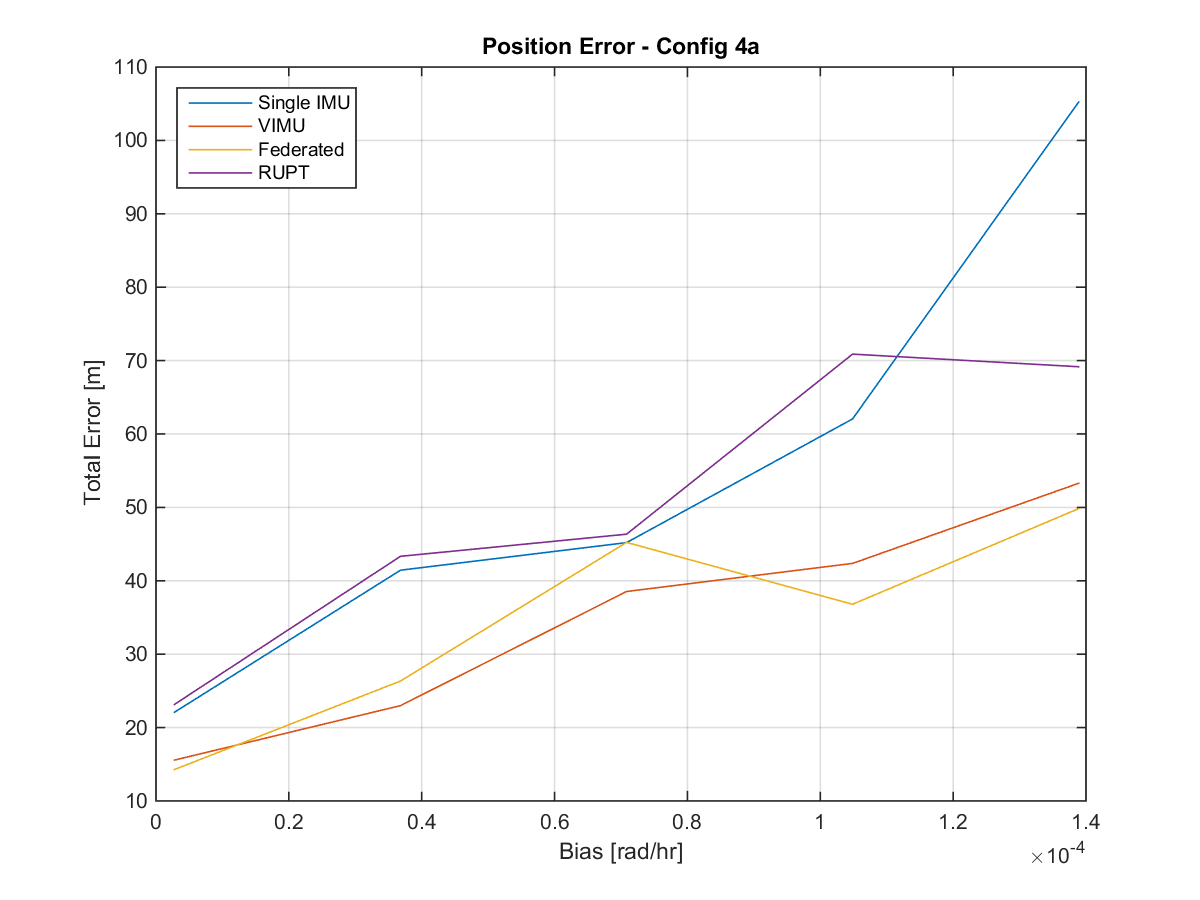 Position Error - Config 4a
Single IMU
VIMU
Federated
RUPT
Total Error [m]
110
100
90
80
70
60
50
40
30
20
10
0 0.2 0.4 0.6 0.8 1 1.2 1.4
Bias [rad/hr]
×10-4